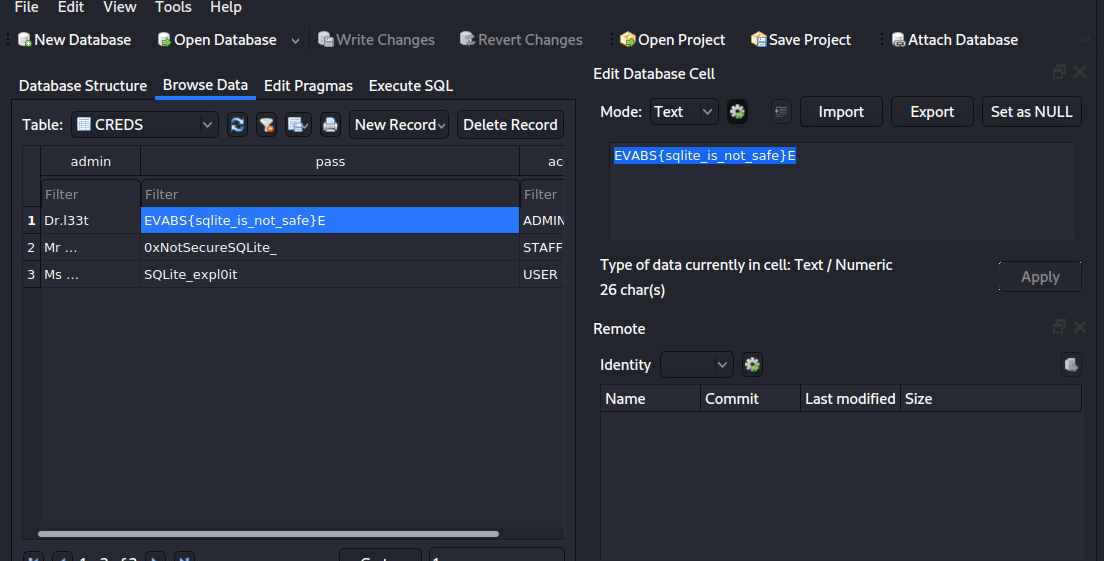 File Edit View Tools Help
New Database Open Database Write Changes Revert Changes Open Project Save Project Attach Database
Database Structure Browse Data Edit Pragmas Execute SQL
Table: CREDS New Record Delete Record
admin pass ac
Filter Filter Filter
1 Dr.l33t EVABS{sqlite_is_not_safe}E ADMIN
2 Mr ... 0xNotSecureSQLite_ STAFF
3 Ms ... SQLite_expl0it USER
Edit Database Cell
Mode: Text Import Export Set as NULL
EVABS{sqlite_is_not_safe}E
Type of data currently in cell: Text / Numeric
26 char(s)
Apply
Remote
Identity
Name Commit Last modified Size